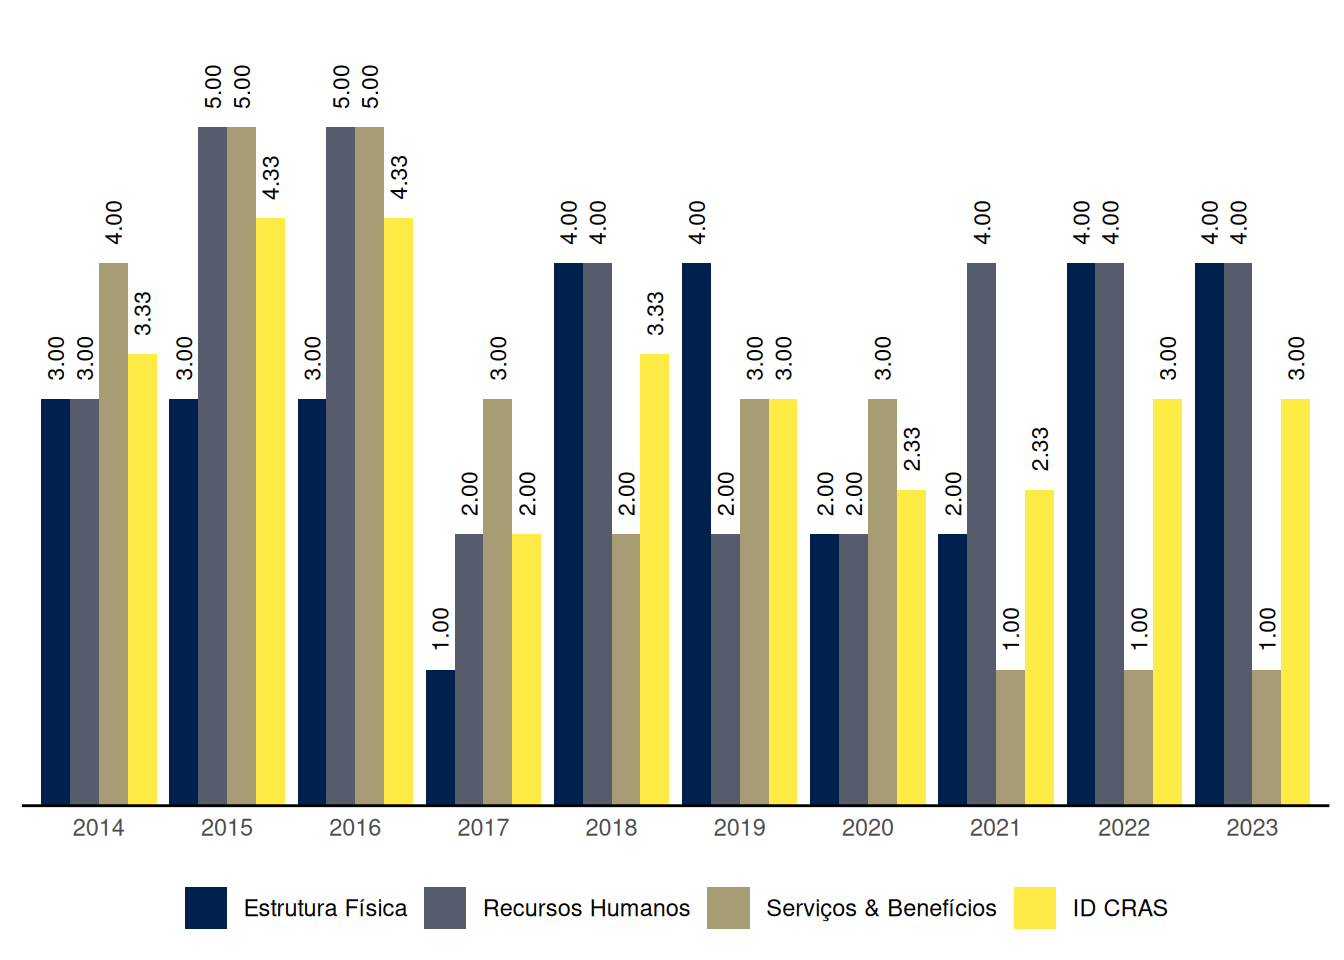 3.00 3.00 4.00 3.33
3.00 5.00 5.00 4.33
3.00 5.00 5.00 4.33
1.00 2.00 3.00 2.00
4.00 4.00 2.00 3.33
4.00 2.00 3.00 3.00
2.00 2.00 3.00 2.33
2.00 4.00 1.00 2.33
4.00 4.00 1.00 3.00
4.00 4.00 1.00 3.00
2014 2015 2016 2017 2018 2019 2020 2021 2022 2023
Estrutura Física Recursos Humanos Serviços & Benefícios ID CRAS